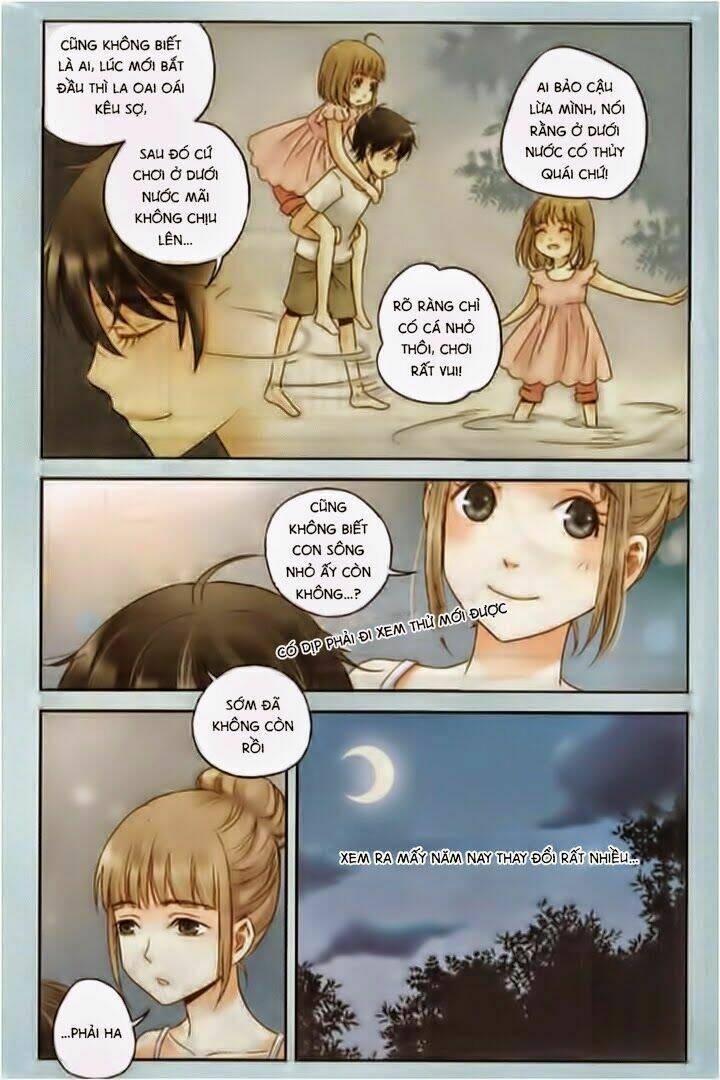 CŨNG KHÔNG BIẾT
LÀ AI, LÚC MỚI BẮT
ĐẦU THÌ LA OAI OÁI
KÊU SỢ,
SAU ĐÓ CỨ
CHƠI Ở DƯỚI
NƯỚC MÃI
KHÔNG CHỊU
LÊN...
AI BẢO CẬU
LỪA MÌNH, NÓI
RẰNG Ở DƯỚI
NƯỚC CÓ THỦY
QUÁI CHỨ!
RÕ RÀNG CHỈ
CÓ CÁ NHỎ
THÔI, CHƠI
RẤT VUI!
CŨNG
KHÔNG BIẾT
CON SÔNG
NHỎ ẤY CÒN
KHÔNG...?
CÓ DỊP PHẢI ĐI XEM THỬ MỚI ĐƯỢC
SỚM ĐÃ
KHÔNG CÒN
RỒI
...PHẢI HA
XEM RA MẤY NĂM NAY THAY ĐỔI RẤT NHIỀU...